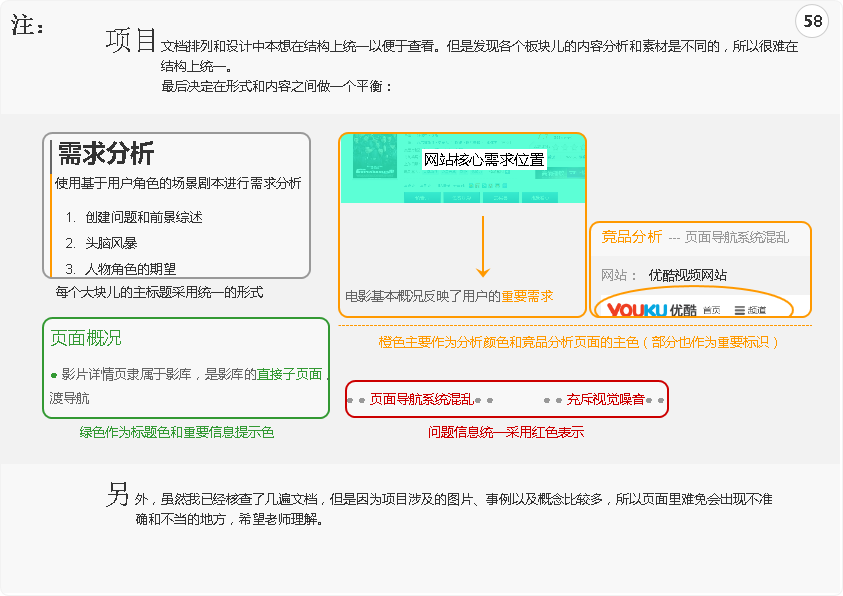 58
注：
项目文档排列和设计中本想在结构上统一以便于查看。但是发现各个板块儿的内容分析和素材是不同的，所以很难在
结构上统一。
最后决定在形式和内容之间做一个平衡：
需求分析
使用基于用户角色的场景剧本进行需求分析
1. 创建问题和前景综述
2. 头脑风暴
3. 人物角色的期望
每个大块儿的主标题采用统一的形式
网站核心需求位置
电影基本概况反映了用户的重要需求
竞品分析 --- 页面导航系统混乱
网站： 优酷视频网站
YOUKU 优酷 首页 频道
橙色主要作为分析颜色和竞品分析页面的主色（部分也作为重要标识）
页面概况
● 影片详情页隶属于影库，是影库的直接子页面，
渡导航
绿色作为标题色和重要信息提示色
页面导航系统混乱 充斥视觉噪音
问题信息统一采用红色表示
另外，虽然我已经核查了几遍文档，但是因为项目涉及的图片、事例以及概念比较多，所以页面里难免会出现不准
确和不当的地方，希望老师理解。